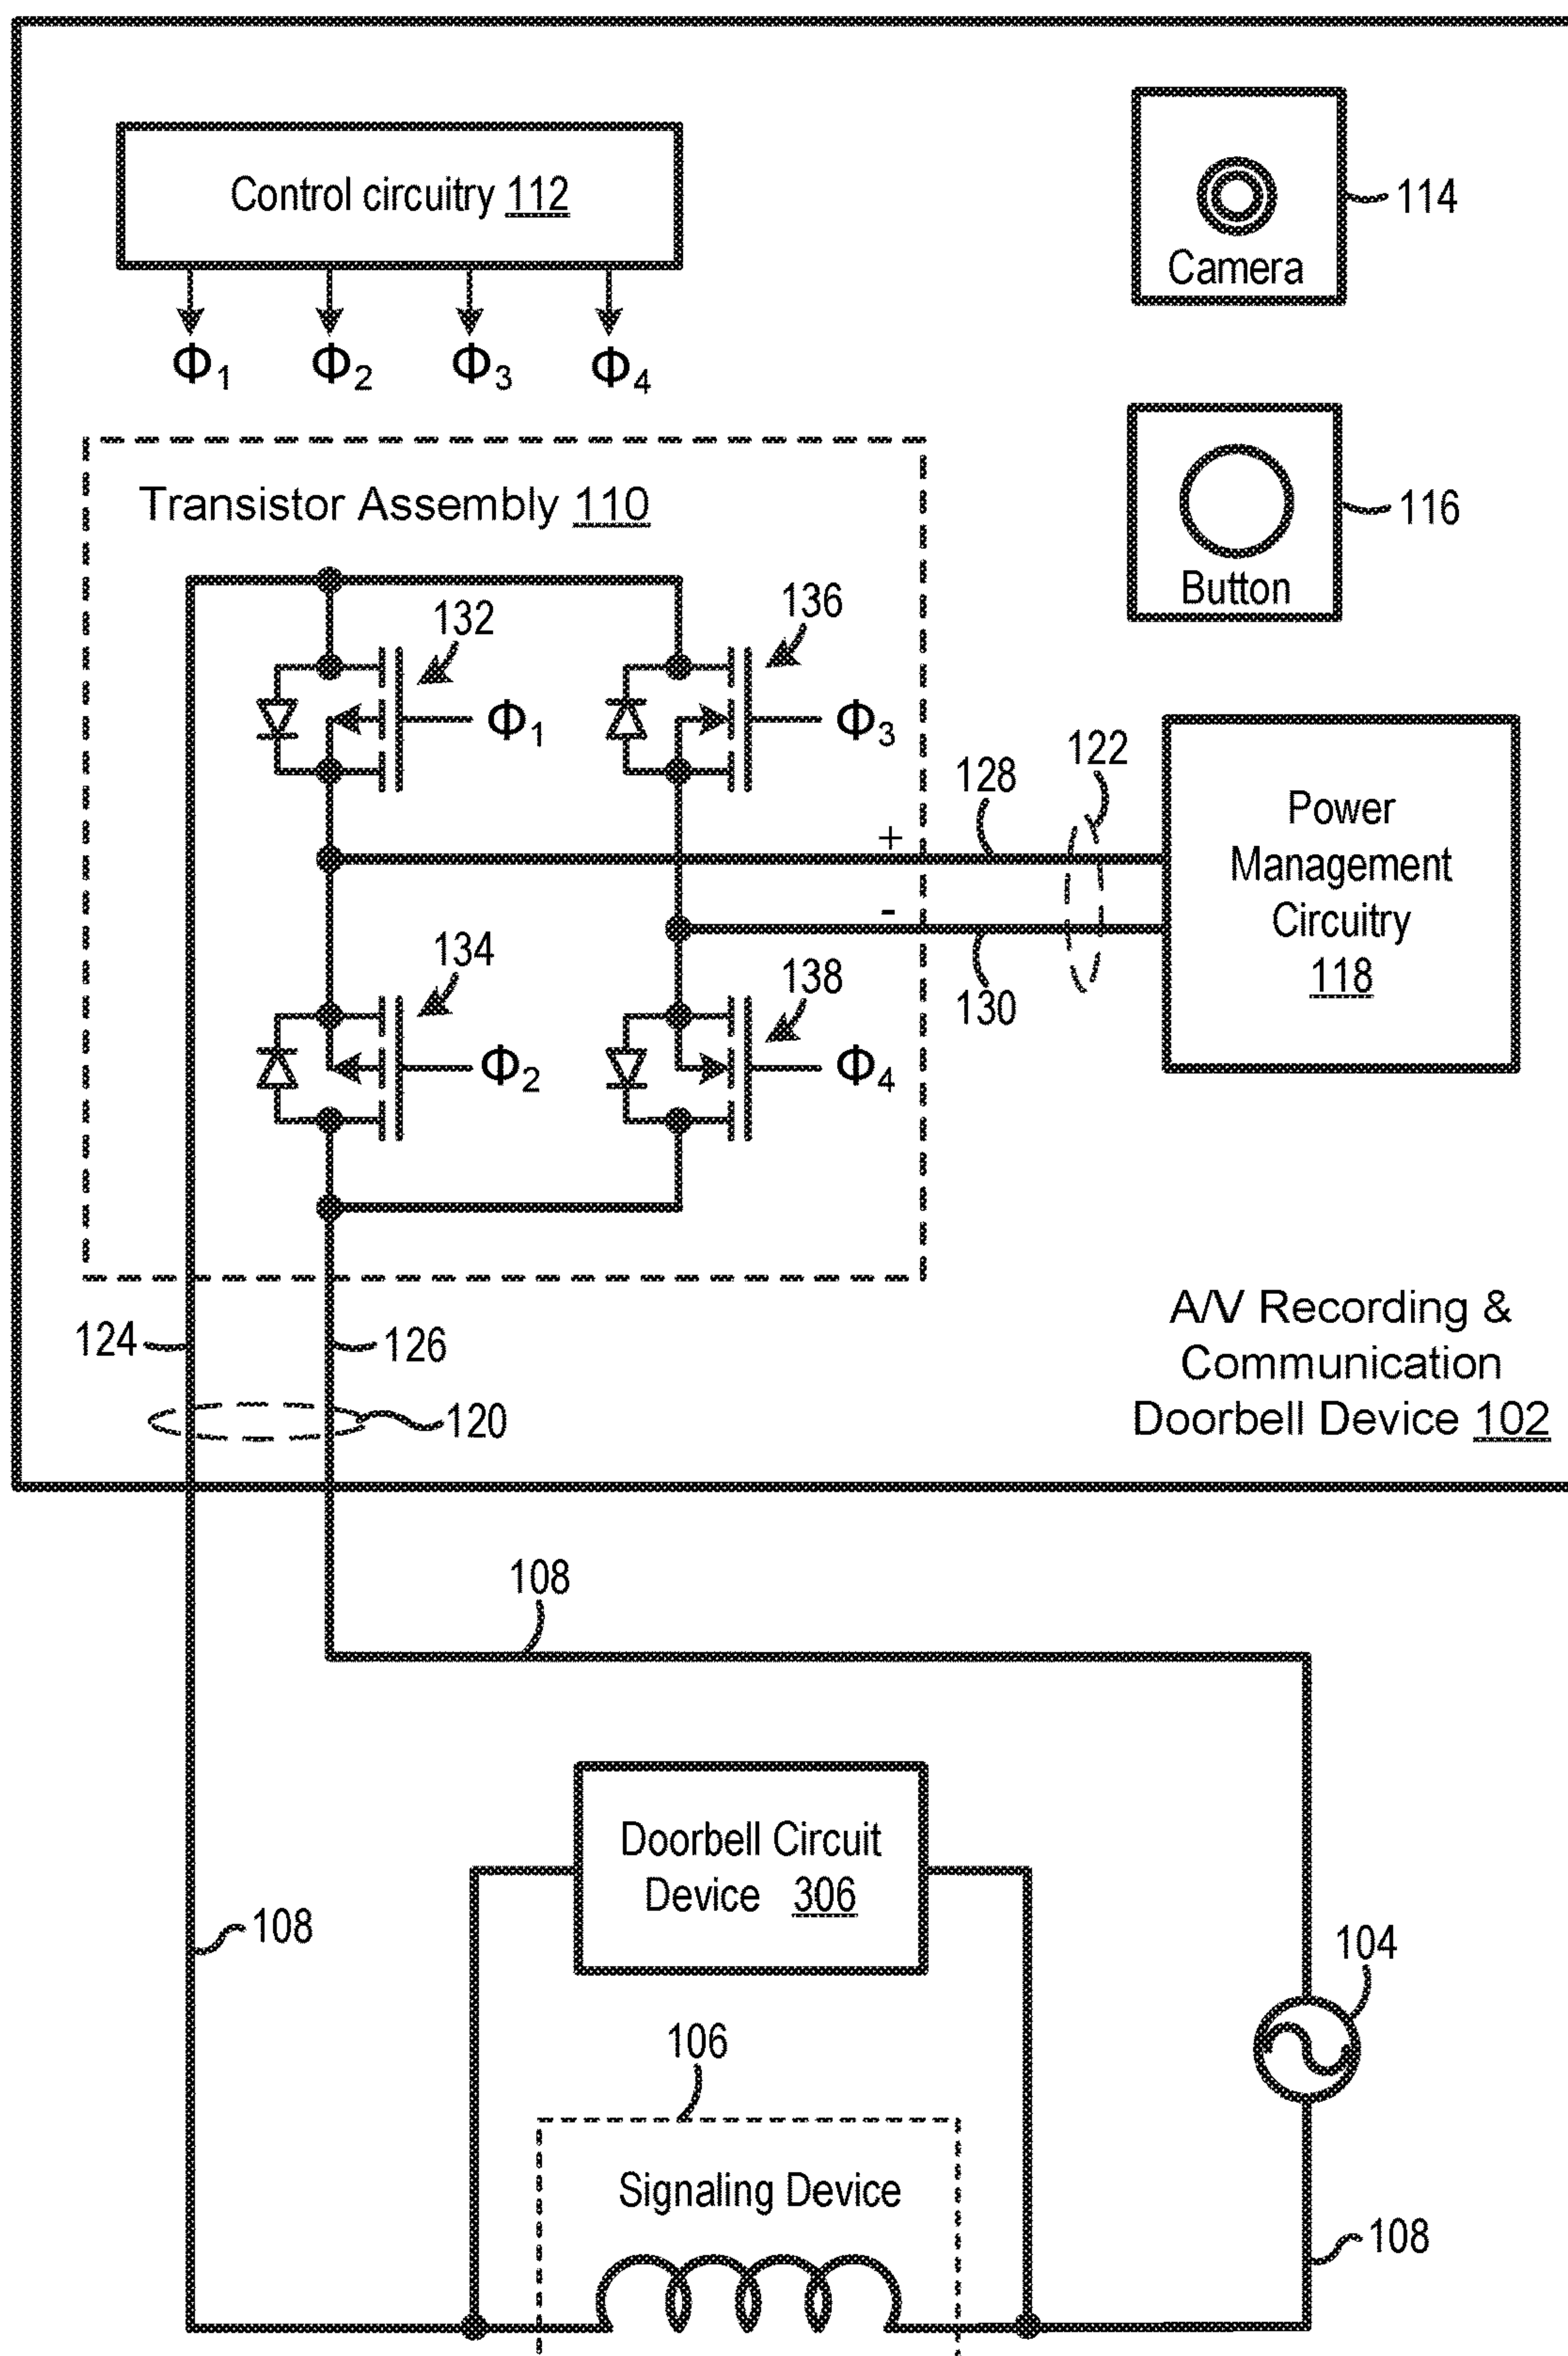 Control circuitry 112
Φ1 Φ2 Φ3 Φ4
Camera
114
Button
116
Transistor Assembly 110
132
136
Φ1
Φ3
122
128
+
-
130
Power
Management
Circuitry
118
134
138
Φ2
Φ4
124
126
120
A/V Recording &
Communication
Doorbell Device 102
108
Doorbell Circuit
Device 306
108
104
106
Signaling Device
108